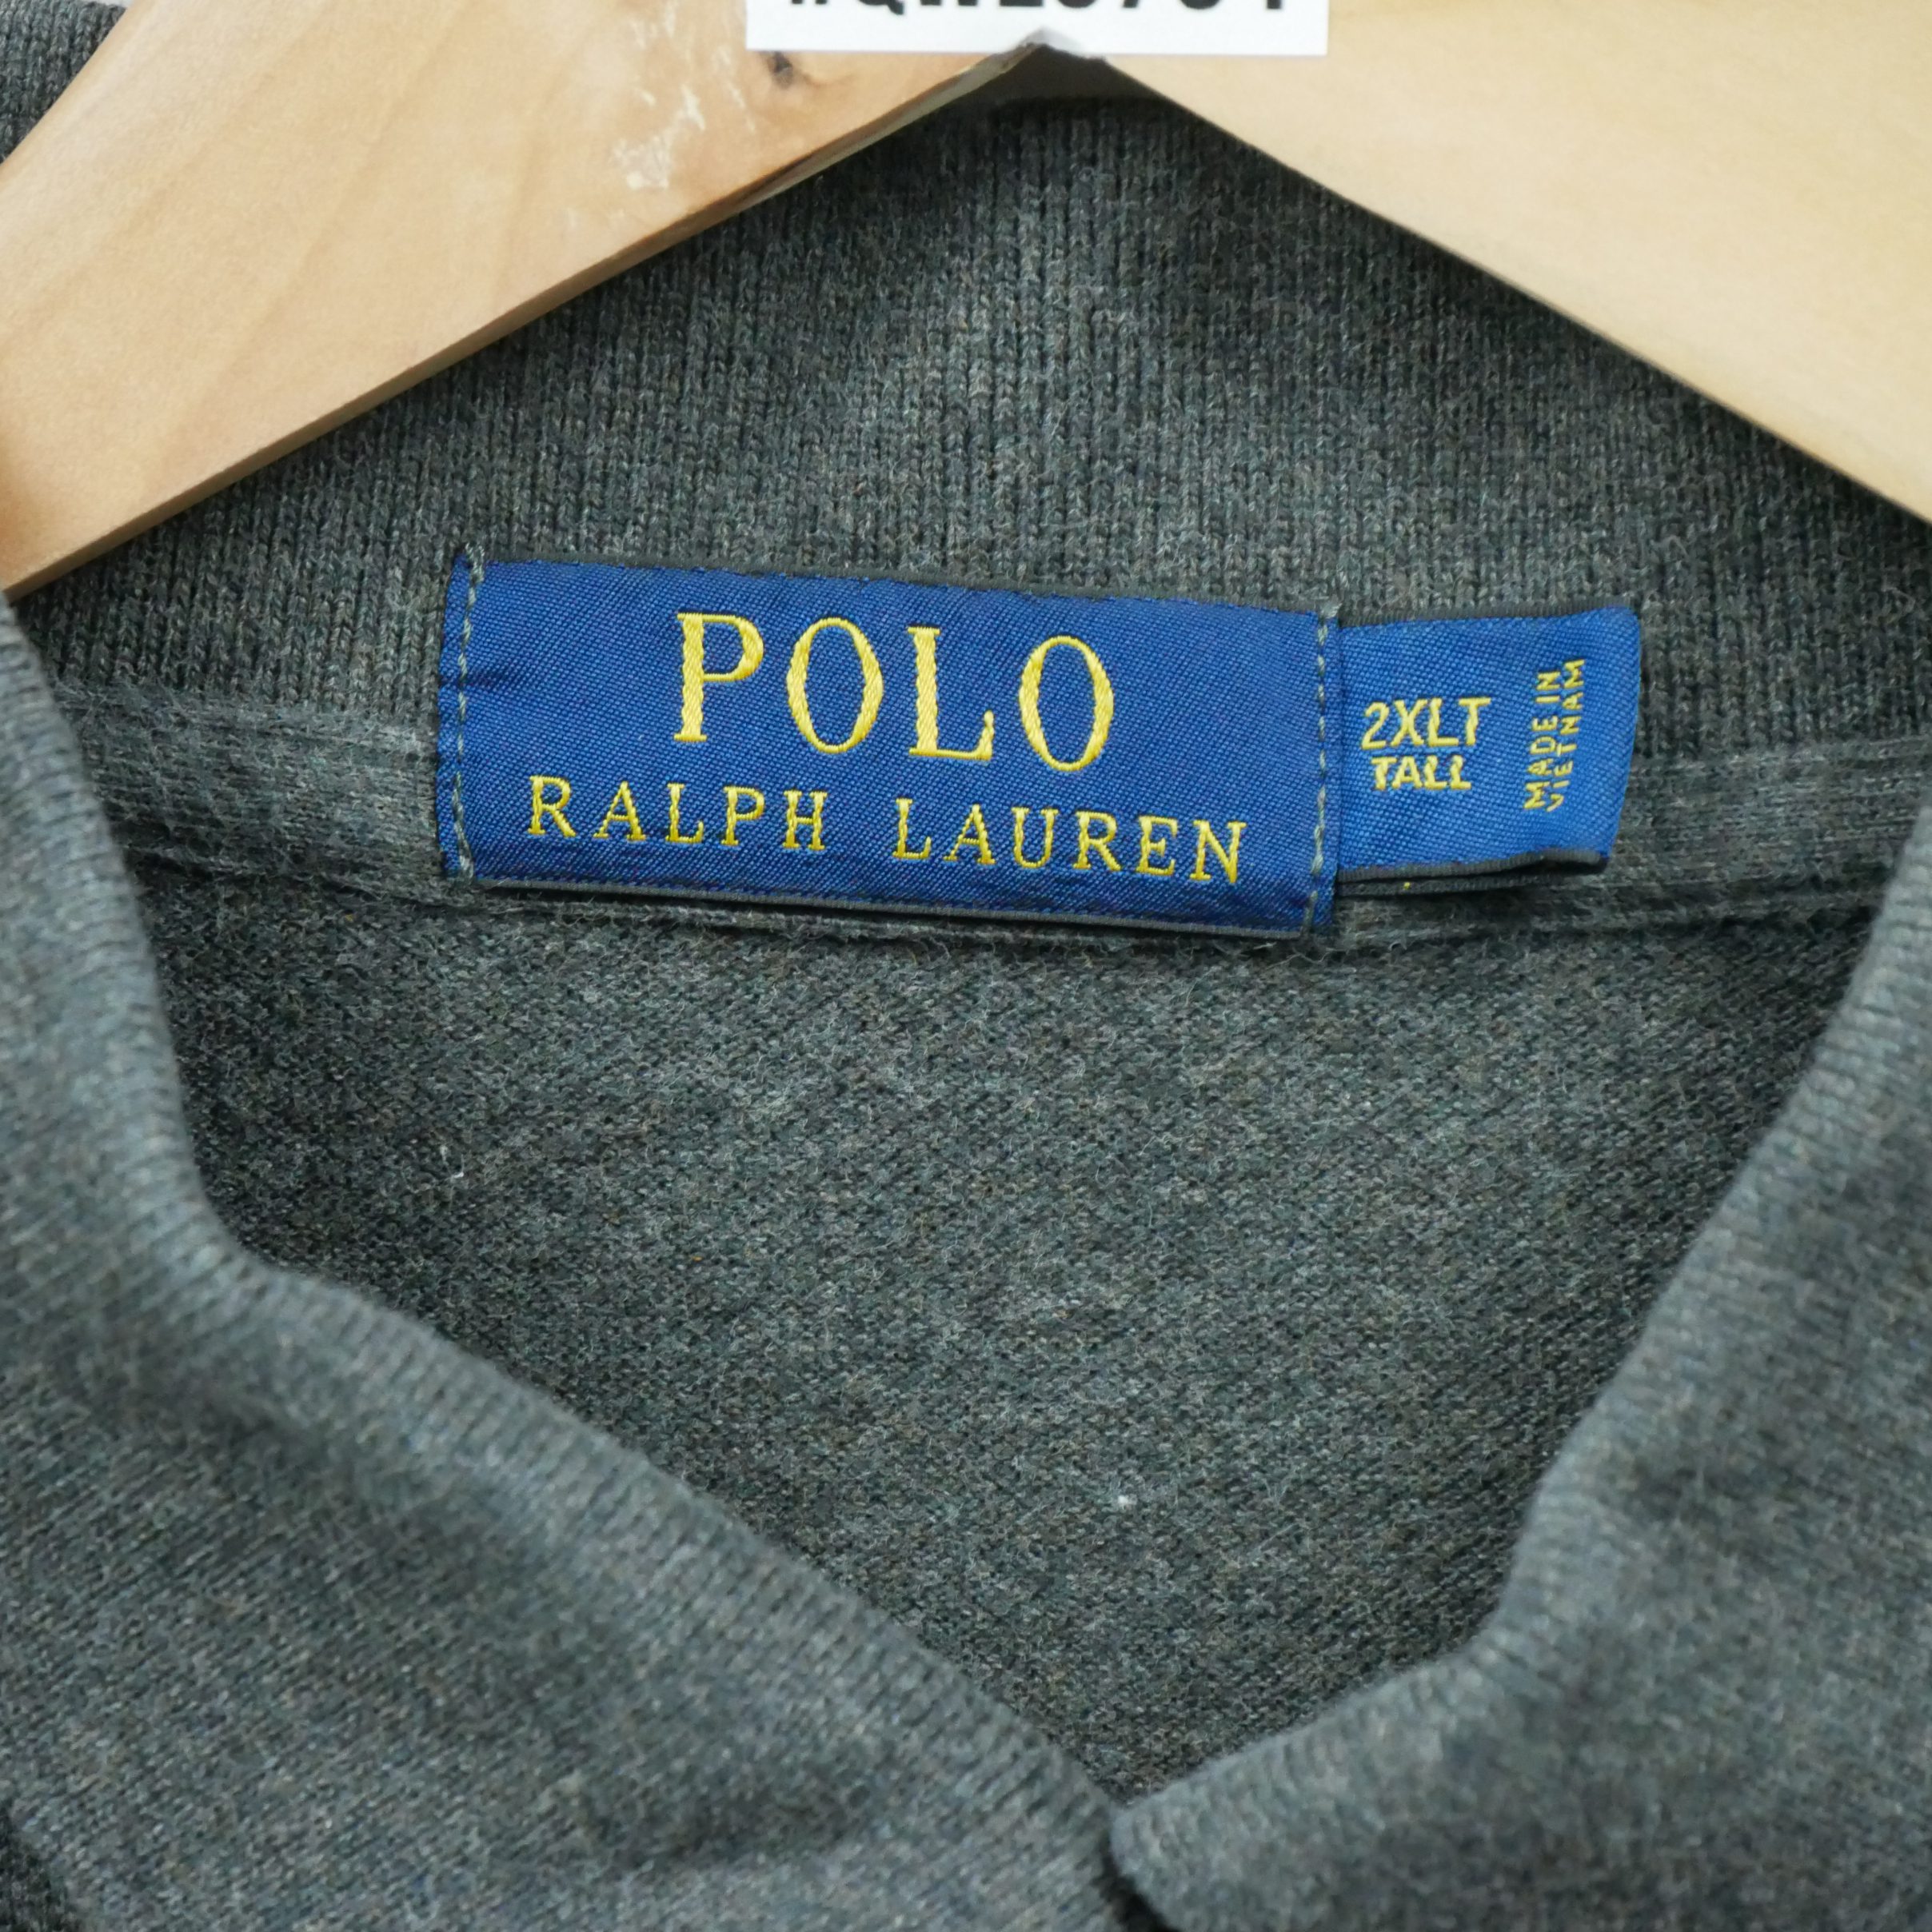 POLO
RALPH LAUREN
2XLT
TALL
MADE IN
VIETNAM